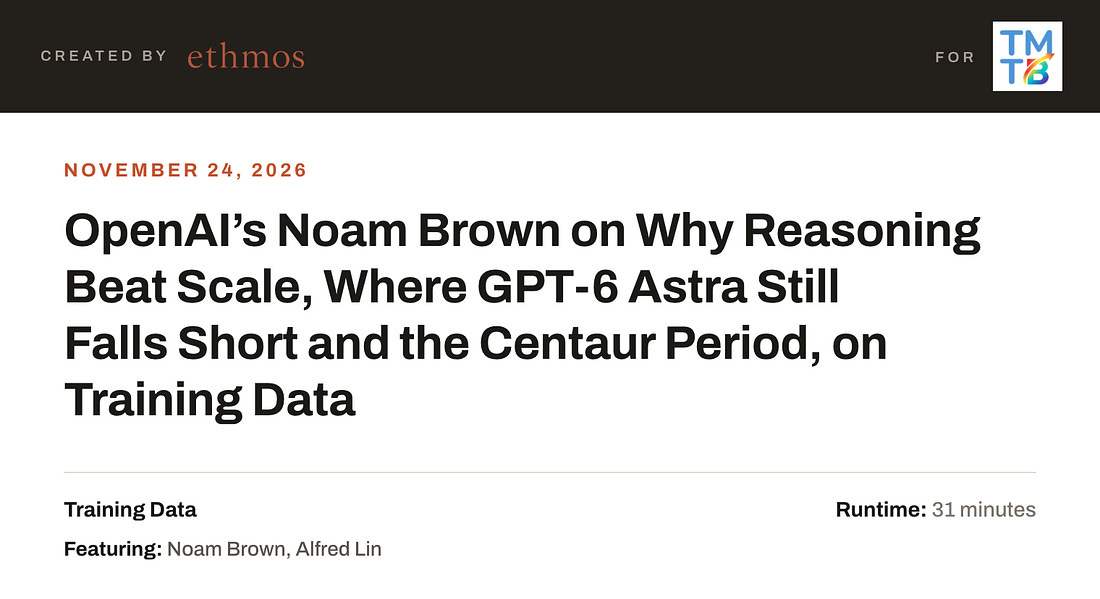 CREATED BY ethmos
FOR
TM
TB
NOVEMBER 24, 2026
OpenAI’s Noam Brown on Why Reasoning
Beat Scale, Where GPT-6 Astra Still
Falls Short and the Centaur Period, on
Training Data
Training Data
Runtime: 31 minutes
Featuring: Noam Brown, Alfred Lin